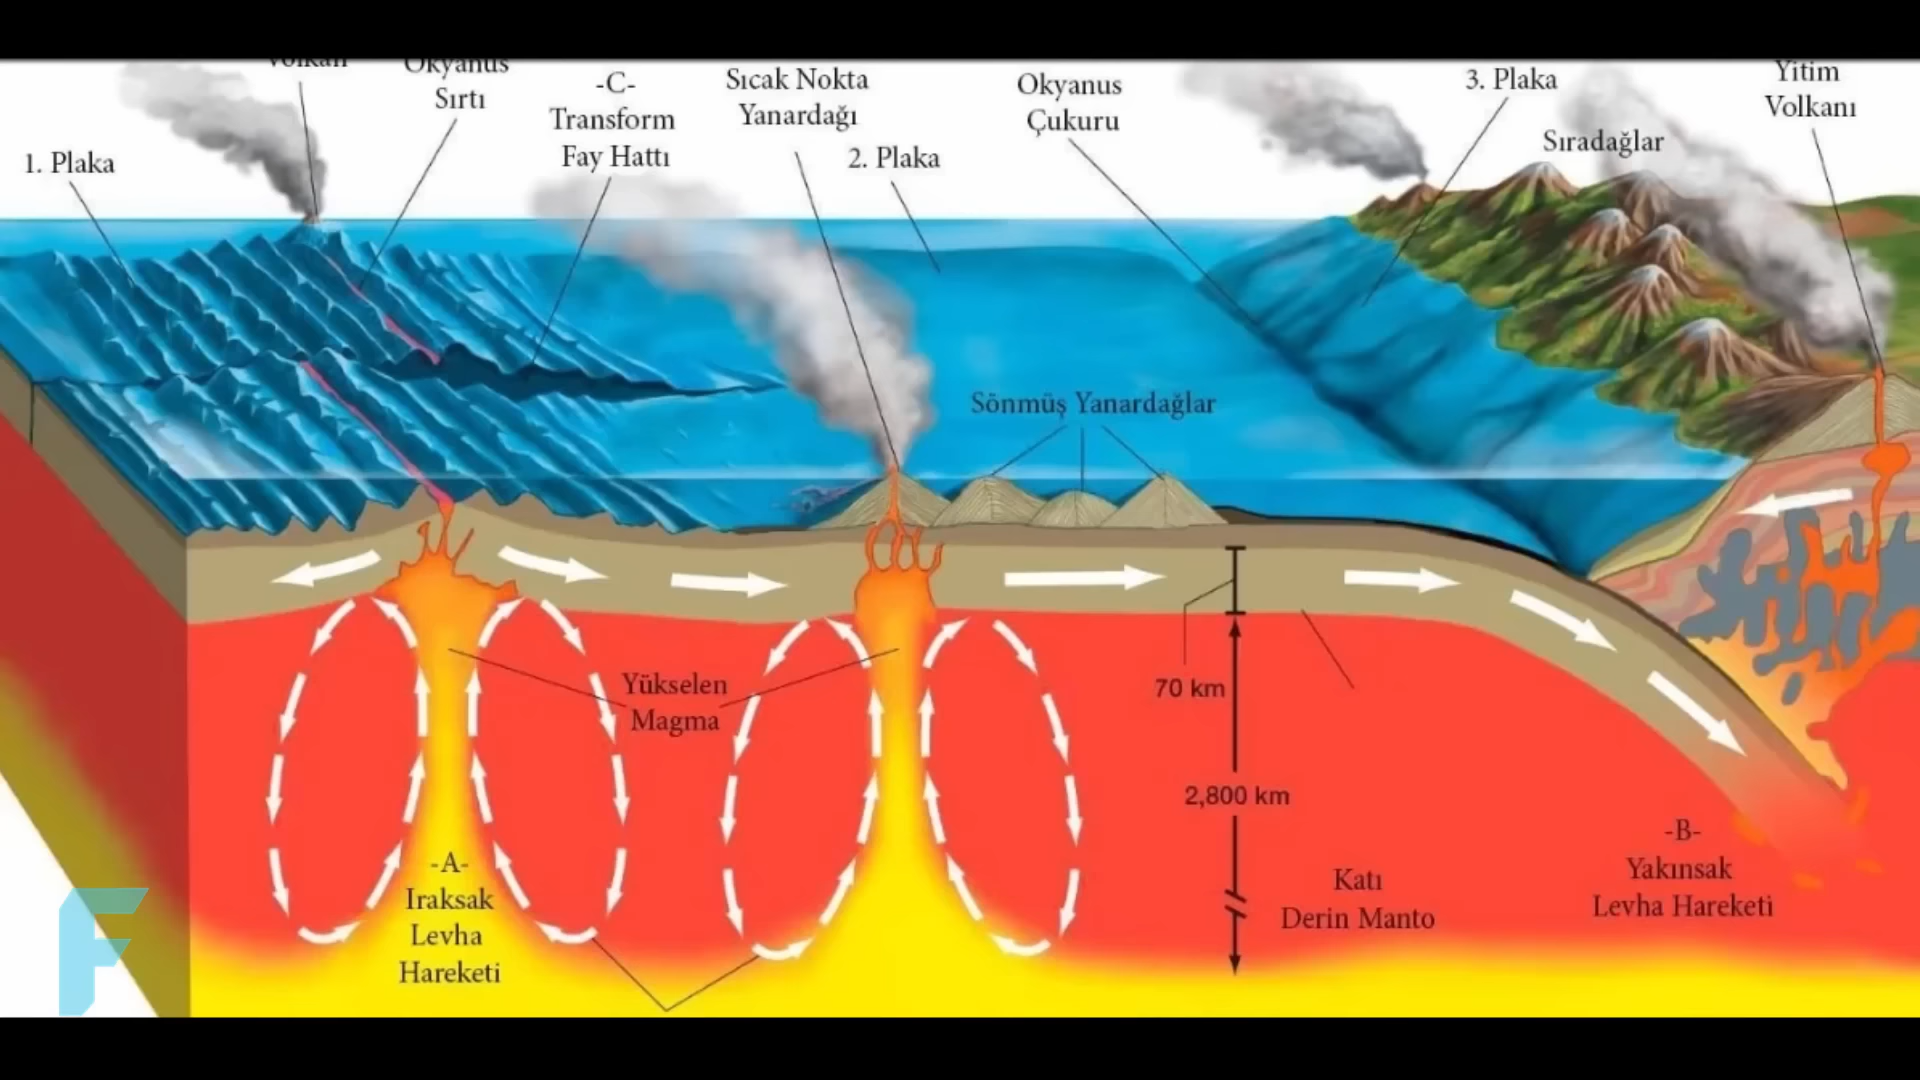 Volkan
Okyanus
Sırtı
-C-
Transform
Fay Hattı
Sıcak Nokta
Yanardağı
Okyanus
Çukuru
3. Plaka
Yitim
Volkanı
Sıradağlar
1. Plaka
2. Plaka
Sönmüş Yanardağlar
Yükselen
Magma
70 km
2,800 km
-A-
Iraksak
Levha
Hareketi
Katı
Derin Manto
-B-
Yakınsak
Levha Hareketi
F